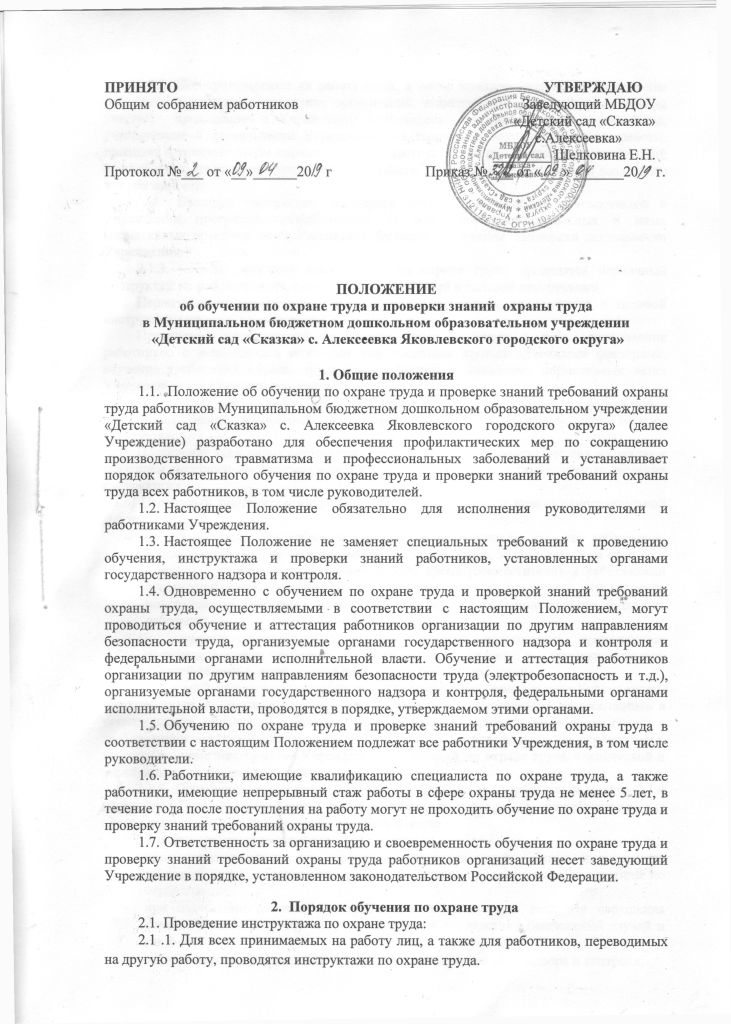 ПРИНЯТО
Общим собранием работников
Протокол № 2 от «09» 04 2019 г
УТВЕРЖДАЮ
Заведующий МБДОУ
«Детский сад «Сказка»
с.Алексеевка»
Шелковина Е.Н.
Приказ № от «09» 04 2019 г.
МБДОУ
«Детский сад
ПОЛОЖЕНИЕ
об обучении по охране труда и проверки знаний охраны труда
в Муниципальном бюджетном дошкольном образовательном учреждении
«Детский сад «Сказка» с. Алексеевка Яковлевского городского округа»
1. Общие положения
1.1. Положение об обучении по охране труда и проверке знаний требований охраны
труда работников Муниципальном бюджетном дошкольном образовательном учреждении
«Детский сад «Сказка» с. Алексеевка Яковлевского городского округа» (далее
Учреждение) разработано для обеспечения профилактических мер по сокращению
производственного травматизма и профессиональных заболеваний и устанавливает
порядок обязательного обучения по охране труда и проверки знаний требований охраны
труда всех работников, в том числе руководителей.
1.2. Настоящее Положение обязательно для исполнения руководителями и
работниками Учреждения.
1.3. Настоящее Положение не заменяет специальных требований к проведению
обучения, инструктажа и проверки знаний работников, установленных органами
государственного надзора и контроля.
1.4. Одновременно с обучением по охране труда и проверкой знаний требований
охраны труда, осуществляемыми в соответствии с настоящим Положением, могут
проводиться обучение и аттестация работников организации по другим направлениям
безопасности труда, организуемые органами государственного надзора и контроля и
федеральными органами исполнительной власти. Обучение и аттестация работников
организации по другим направлениям безопасности труда (электробезопасность и т.д.),
организуемые органами государственного надзора и контроля, федеральными органами
исполнительной власти, проводятся в порядке, утверждаемом этими органами.
1.5. Обучению по охране труда и проверке знаний требований охраны труда в
соответствии с настоящим Положением подлежат все работники Учреждения, в том числе
руководители.
1.6. Работники, имеющие квалификацию специалиста по охране труда, а также
работники, имеющие непрерывный стаж работы в сфере охраны труда не менее 5 лет, в
течение года после поступления на работу могут не проходить обучение по охране труда и
проверку знаний требований охраны труда.
1.7. Ответственность за организацию и своевременность обучения по охране труда и
проверку знаний требований охраны труда работников организаций несет заведующий
Учреждение в порядке, установленном законодательством Российской Федерации.
2. Порядок обучения по охране труда
2.1. Проведение инструктажа по охране труда:
2.1 .1. Для всех принимаемых на работу лиц, а также для работников, переводимых
на другую работу, проводятся инструктажи по охране труда.